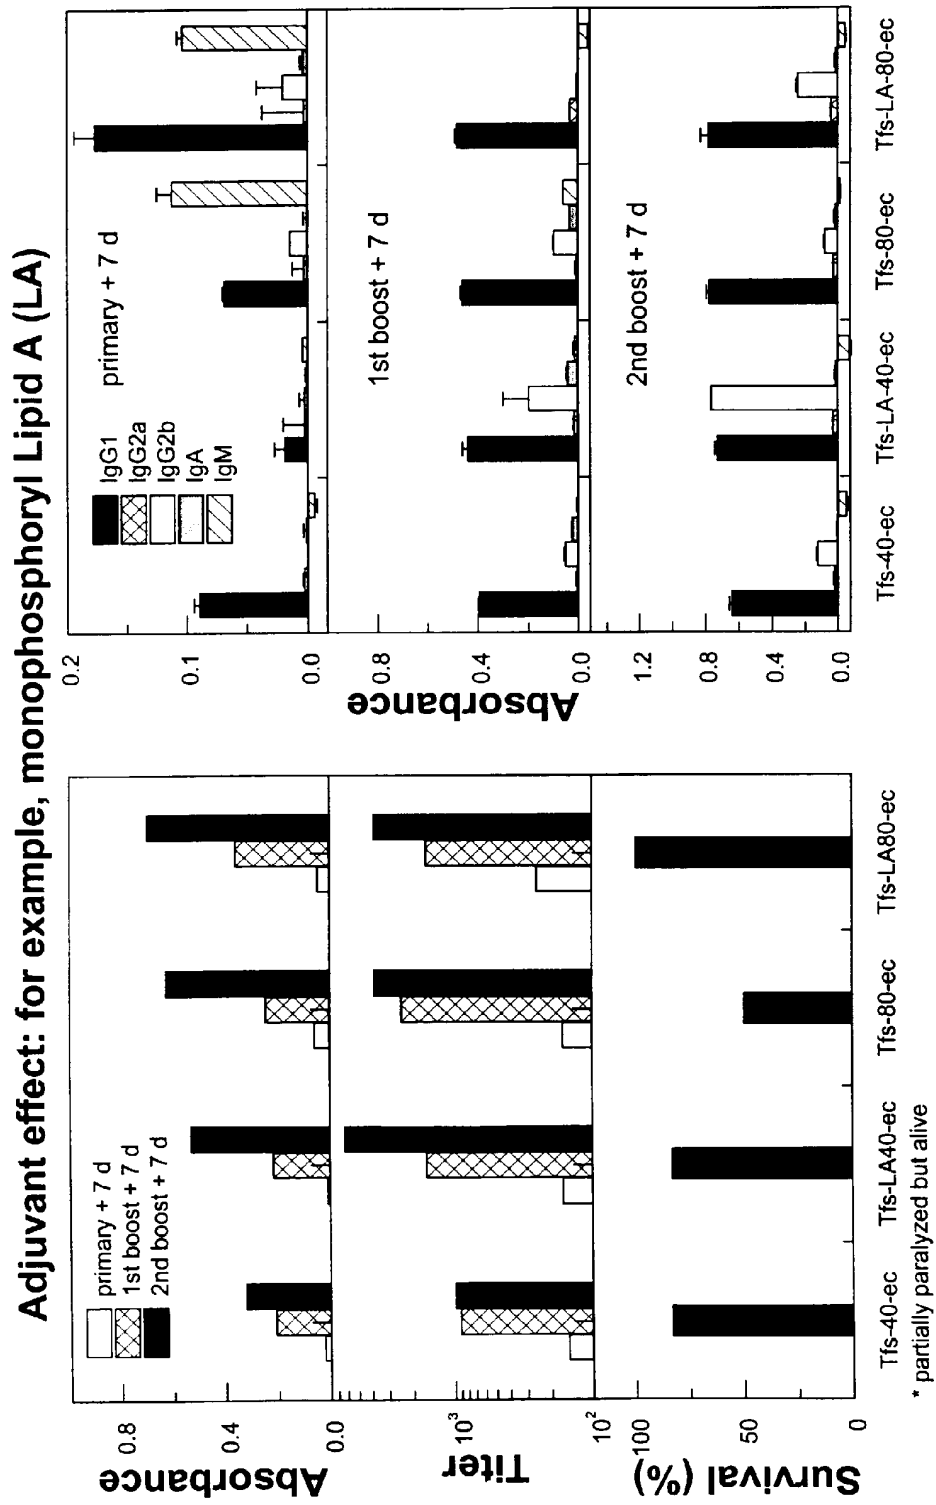 Adjuvant effect: for example, monophosphoryl Lipid A (LA)
primary + 7 d
1st boost + 7 d
2nd boost + 7 d
Absorbance
0.8
0.4
0.0
Titer
10³
10²
Survival (%)
100
50
0
Tfs-40-ec
Tfs-LA40-ec
Tfs-80-ec
Tfs-LA80-ec
* partially paralyzed but alive
Absorbance
0.2
0.1
0.0
IgG1
IgG2a
IgG2b
IgA
IgM
primary + 7 d
0.8
0.4
0.0
1st boost + 7 d
1.2
0.8
0.4
0.0
2nd boost + 7 d
Tfs-40-ec
Tfs-LA-40-ec
Tfs-80-ec
Tfs-LA-80-ec